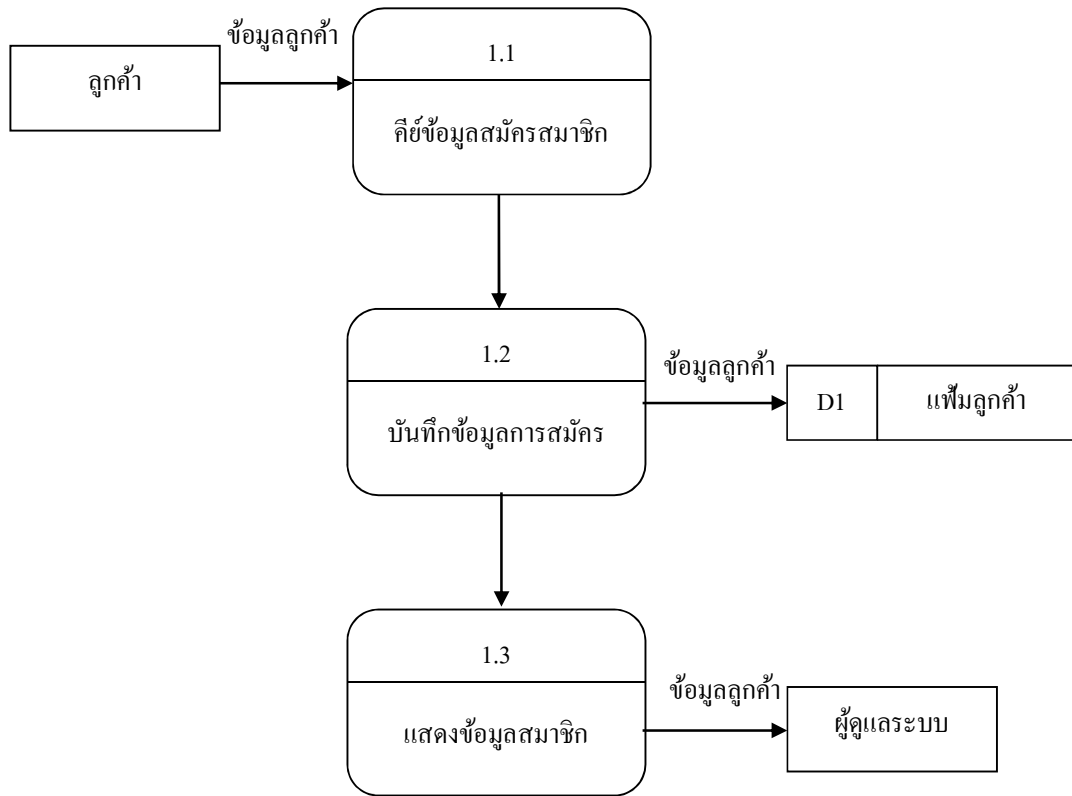 ข้อมูลลูกค้า
1.1
ลูกค้า
คีย์ข้อมูลสมัครสมาชิก
1.2
ข้อมูลลูกค้า
D1 แฟ้มลูกค้า
บันทึกข้อมูลการสมัคร
1.3
ข้อมูลลูกค้า
แสดงข้อมูลสมาชิก
ผู้ดูแลระบบ